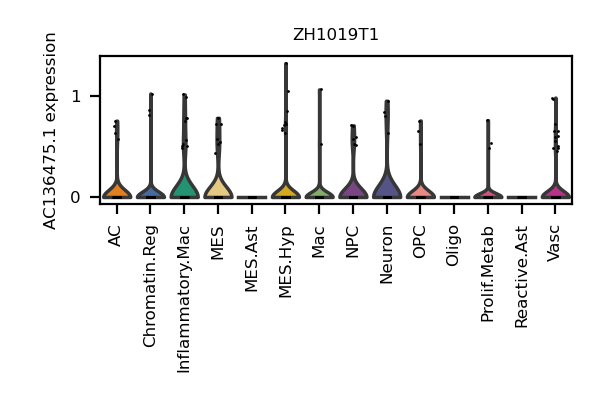 ZH1019T1
AC136475.1 expression
1
0
AC
Chromatin.Reg
Inflammatory.Mac
MES
MES.Ast
MES.Hyp
Mac
NPC
Neuron
OPC
Oligo
Prolif.Metab
Reactive.Ast
Vasc